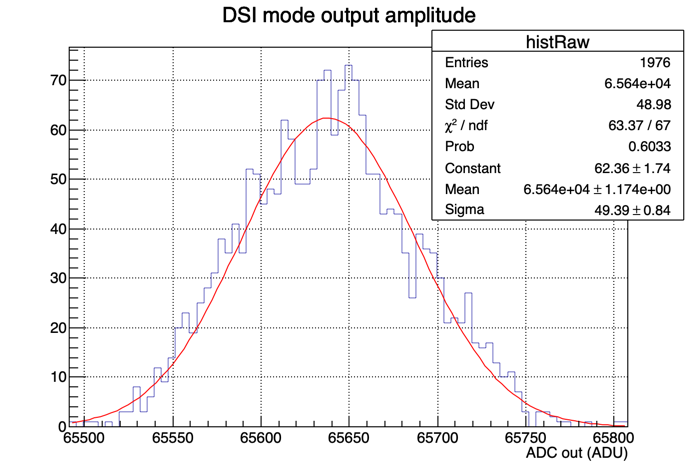 DSI mode output amplitude
histRaw
Entries 1976
Mean 6.564e+04
Std Dev 48.98
χ² / ndf 63.37 / 67
Prob 0.6033
Constant 62.36 ± 1.74
Mean 6.564e+04 ± 1.174e+00
Sigma 49.39 ± 0.84
70
60
50
40
30
20
10
0
65500 65550 65600 65650 65700 65750 65800
ADC out (ADU)